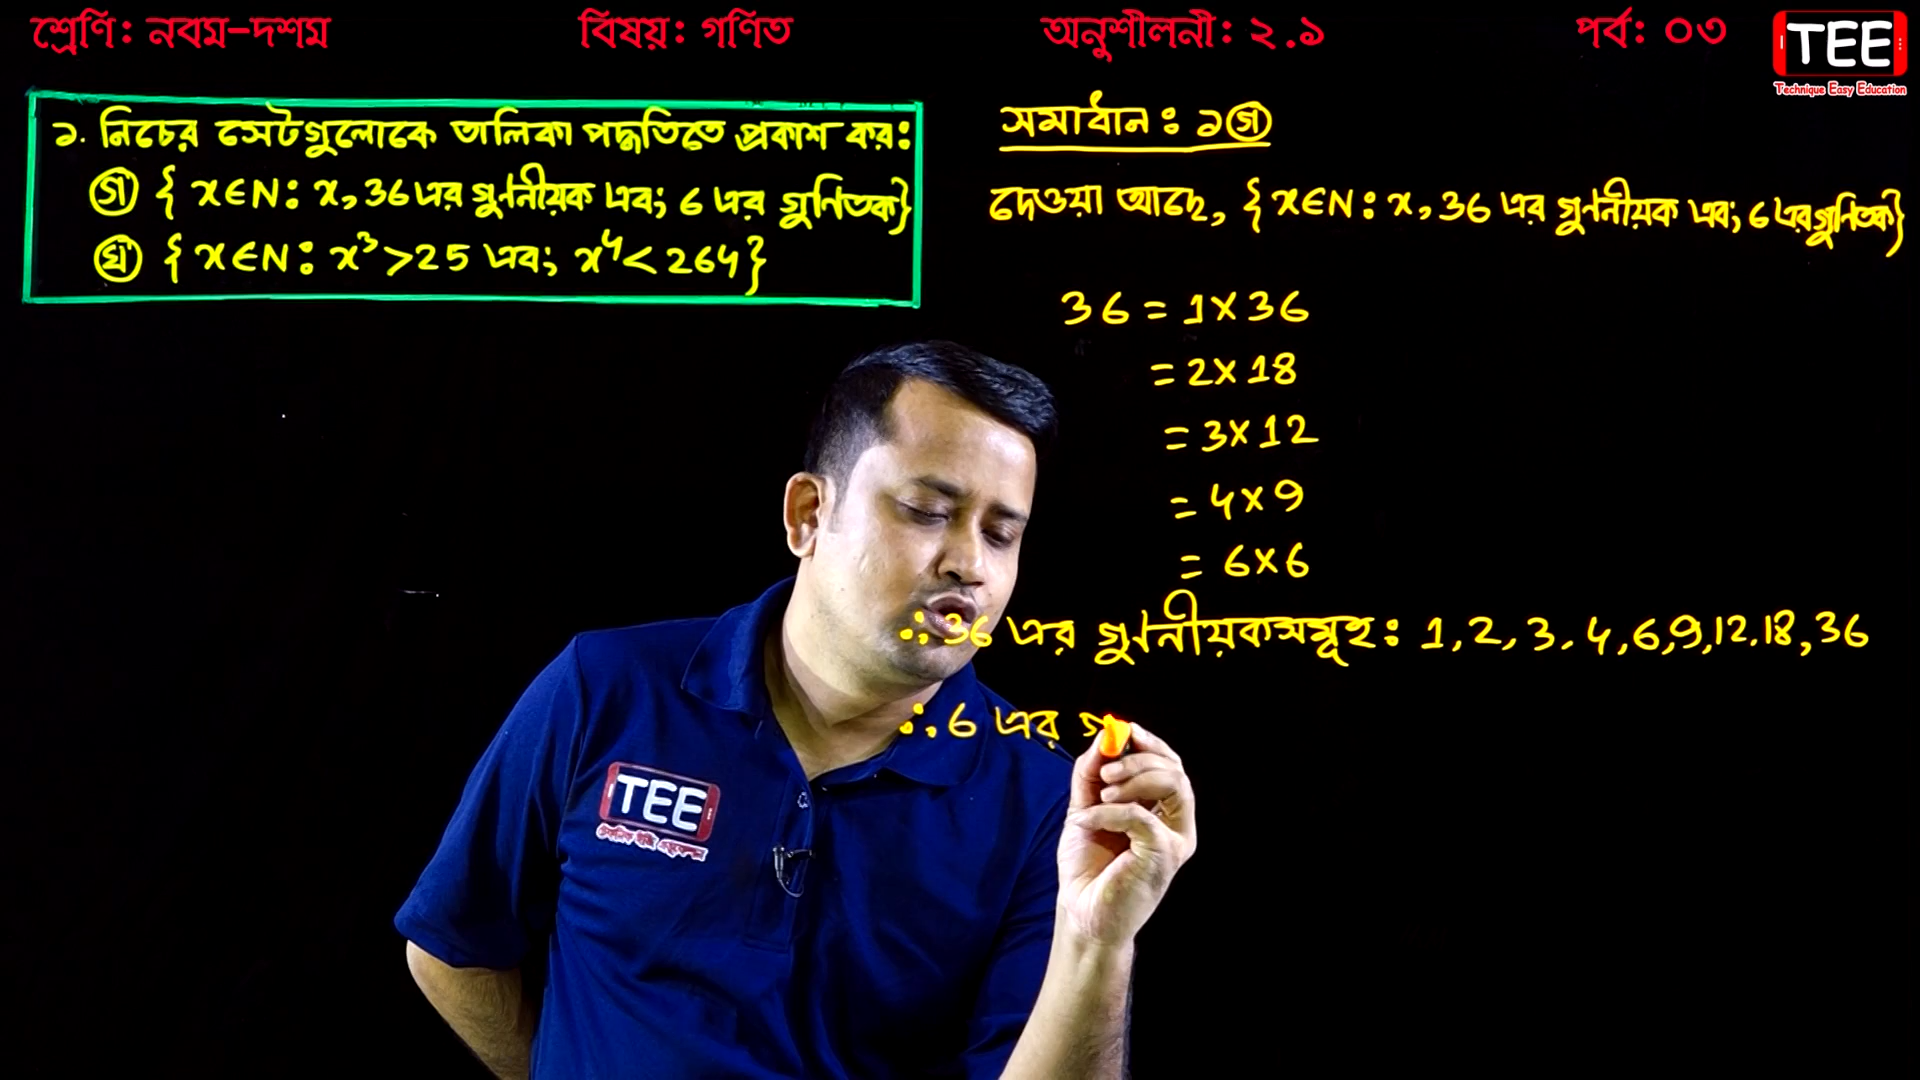 শ্রেণি: নবম-দশম বিষয়: গণিত অনুশীলনী: ২.১ পর্ব: ০৩
TEE
Technique Easy Education
১. নিচের সেটগুলোকে তালিকা পদ্ধতিতে প্রকাশ কর:
গ { x∈N: x, 36 এর গুণনীয়ক এবং 6 এর গুণিতক}
ঘ { x∈N: x³>25 এবং x⁴<264}
সমাধান: ১গ
দেওয়া আছে, {x∈N: x, 36 এর গুণনীয়ক এবং 6 এর গুণিতক}
36 = 1×36
= 2×18
= 3×12
= 4×9
= 6×6
∴ 36 এর গুণনীয়কসমূহ: 1, 2, 3, 4, 6, 9, 12, 18, 36
∴ 6 এর
TEE